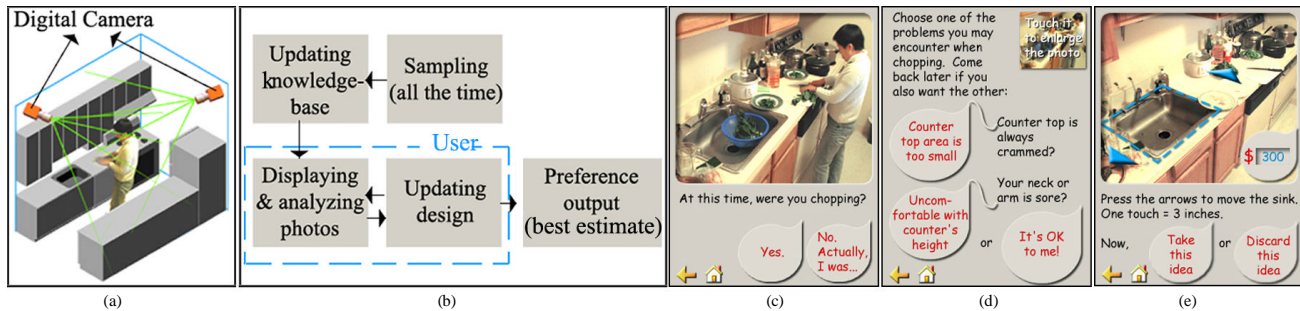 Digital Camera
(a)
Updating
knowledge-
base
Sampling
(all the time)
User
Displaying
& analyzing
photos
Updating
design
Preference
output
(best estimate)
(b)
At this time, were you chopping?
Yes.
No.
Actually,
I was...
(c)
Choose one of the
problems you may
encounter when
chopping. Come
back later if you
also want the other:
Touch it
to enlarge
the photo
Counter
top area is
too small
Counter top is
always
crammed?
Your neck or
arm is sore?
Uncom-
fortable with
counter's
height
or
It's OK
to me!
(d)
$ 300
Press the arrows to move the sink.
One touch = 3 inches.
Now,
Take
this
idea
or
Discard
this
idea
(e)